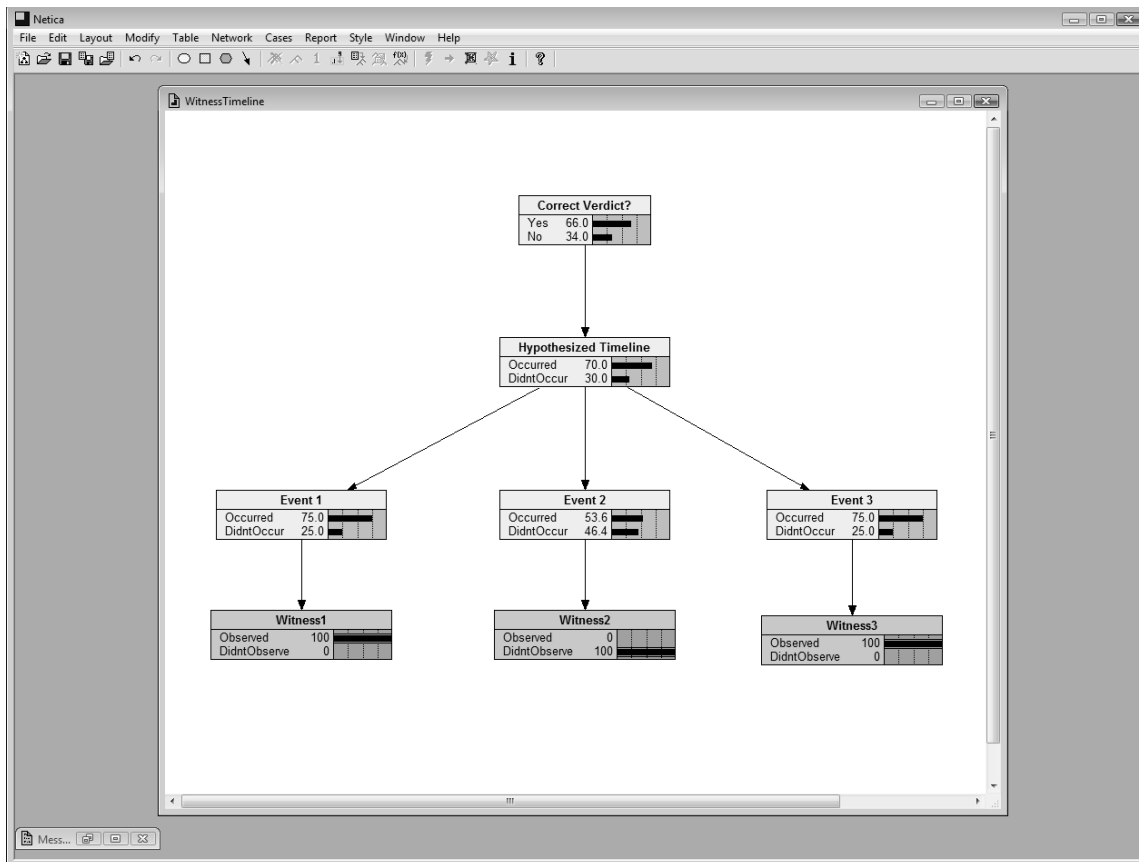 Netica
File Edit Layout Modify Table Network Cases Report Style Window Help
WitnessTimeline
Correct Verdict?
Yes 66.0
No 34.0
Hypothesized Timeline
Occurred 70.0
DidntOccur 30.0
Event 1
Occurred 75.0
DidntOccur 25.0
Event 2
Occurred 53.6
DidntOccur 46.4
Event 3
Occurred 75.0
DidntOccur 25.0
Witness1
Observed 100
DidntObserve 0
Witness2
Observed 0
DidntObserve 100
Witness3
Observed 100
DidntObserve 0
Mess...